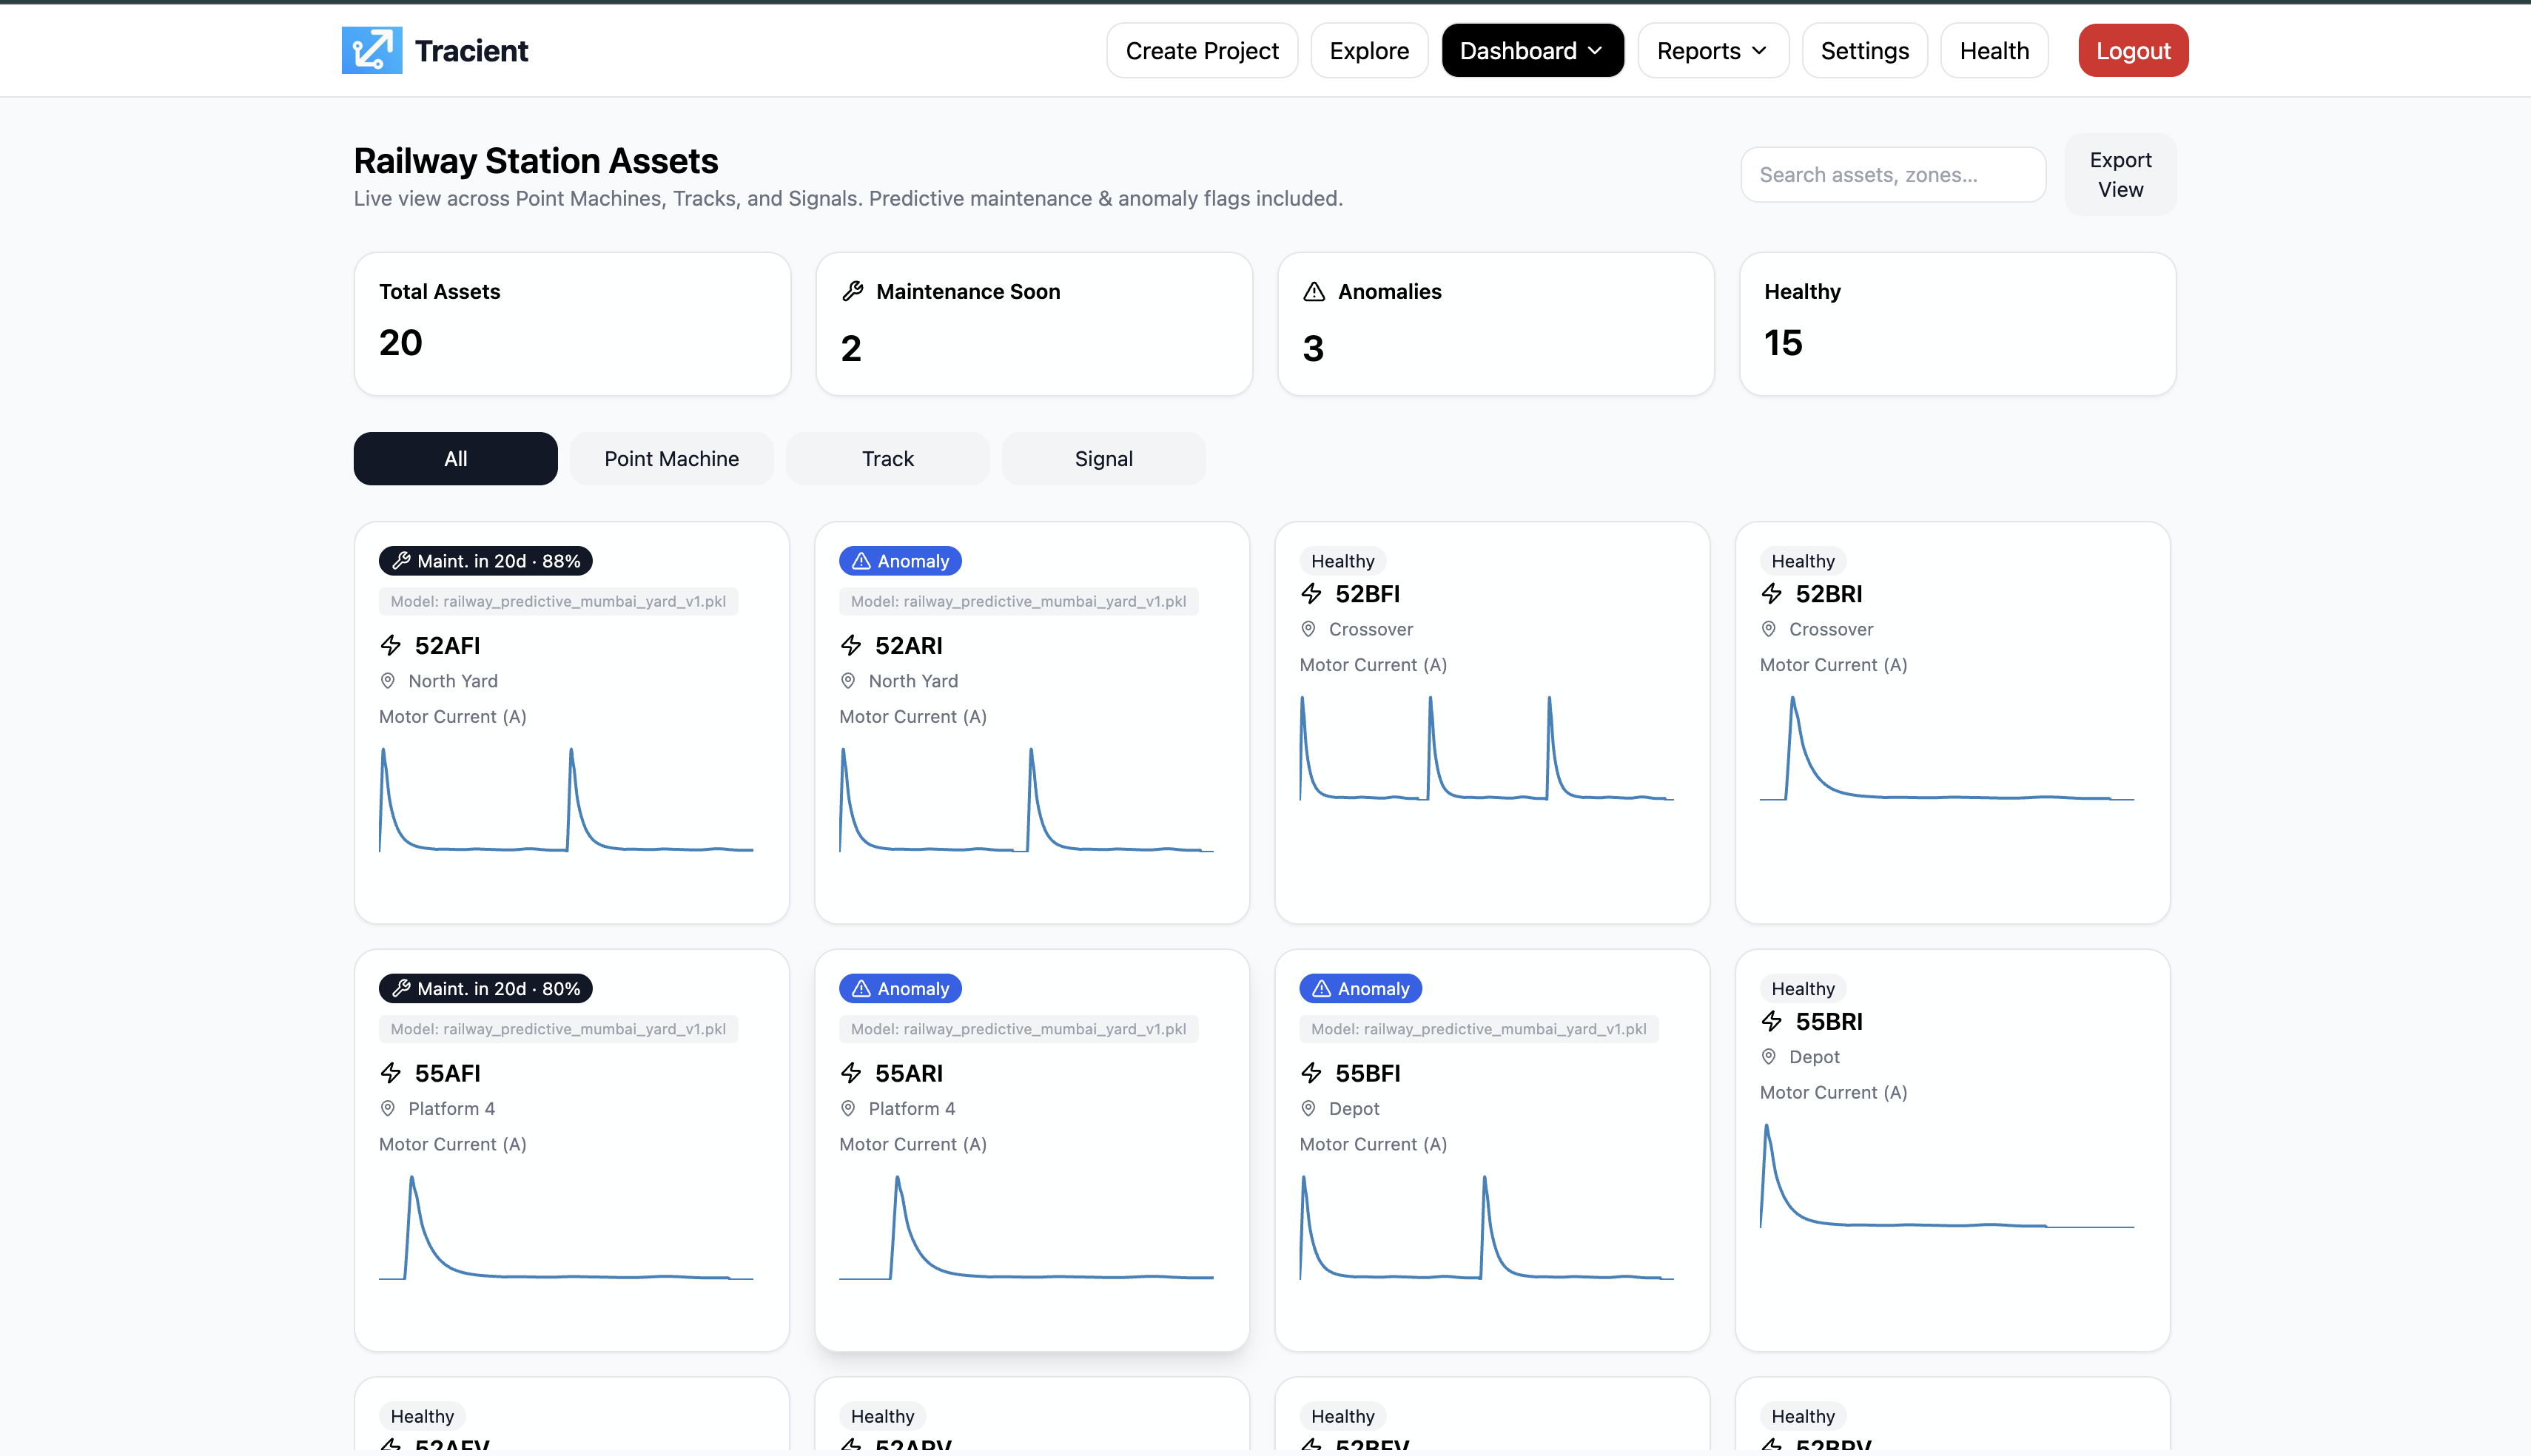 Tracient
Create Project
Explore
Dashboard
Reports
Settings
Health
Logout
Railway Station Assets
Live view across Point Machines, Tracks, and Signals. Predictive maintenance & anomaly flags included.
Search assets, zones...
Export
View
Total Assets
20
Maintenance Soon
2
Anomalies
3
Healthy
15
All
Point Machine
Track
Signal
Maint. in 20d · 88%
Model: railway_predictive_mumbai_yard_v1.pkl
52AFI
North Yard
Motor Current (A)
Anomaly
Model: railway_predictive_mumbai_yard_v1.pkl
52ARI
North Yard
Motor Current (A)
Healthy
52BFI
Crossover
Motor Current (A)
Healthy
52BRI
Crossover
Motor Current (A)
Maint. in 20d · 80%
Model: railway_predictive_mumbai_yard_v1.pkl
55AFI
Platform 4
Motor Current (A)
Anomaly
Model: railway_predictive_mumbai_yard_v1.pkl
55ARI
Platform 4
Motor Current (A)
Anomaly
Model: railway_predictive_mumbai_yard_v1.pkl
55BFI
Depot
Motor Current (A)
Healthy
55BRI
Depot
Motor Current (A)
Healthy
Healthy
Healthy
Healthy